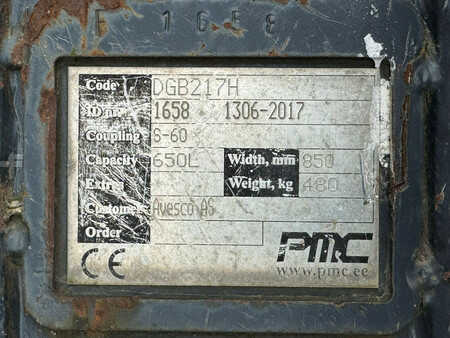 1658
Code DGB217H
ID nr. 1658 1306-2017
Coupling S-60
Capacity 650L Width, mm 850
Extra Weight, kg 480
Customer Avesco AS
Order
CE PMC
www.pmc.ee